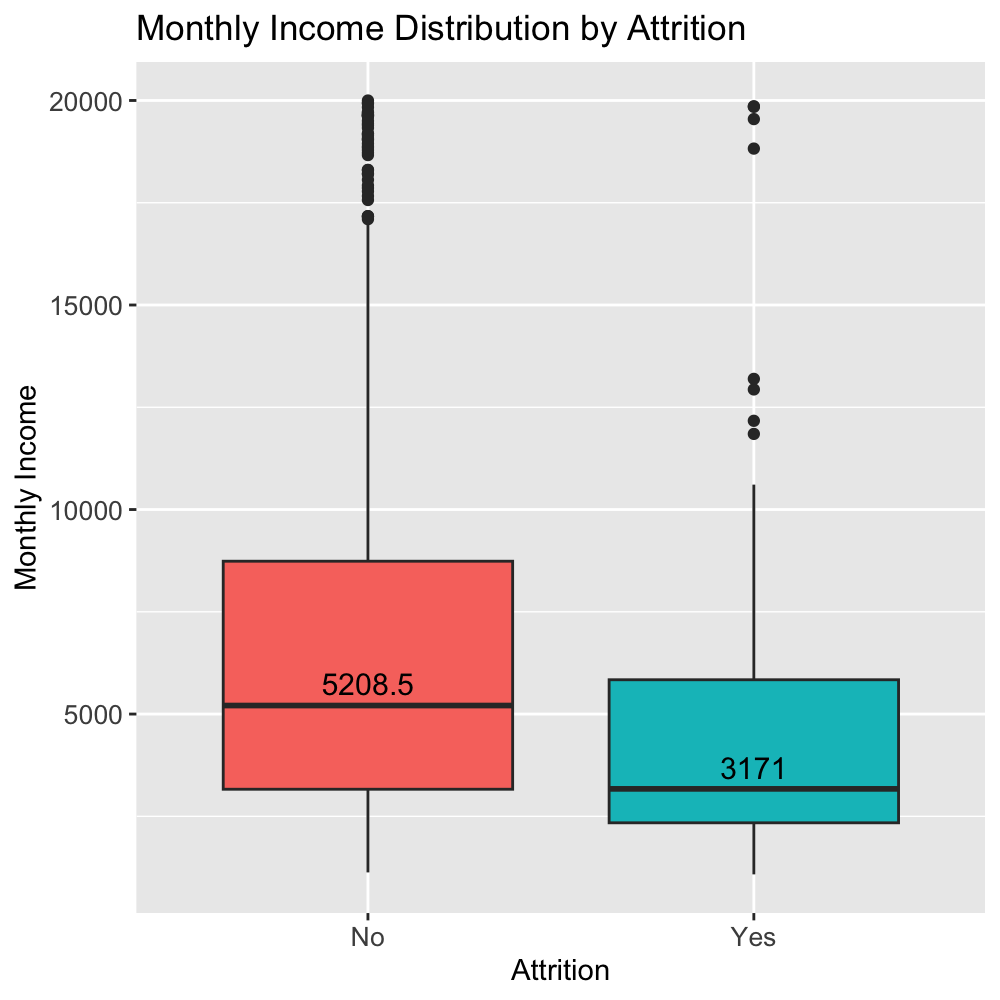 Monthly Income Distribution by Attrition
Monthly Income
20000
15000
10000
5000
5208.5
3171
No
Yes
Attrition